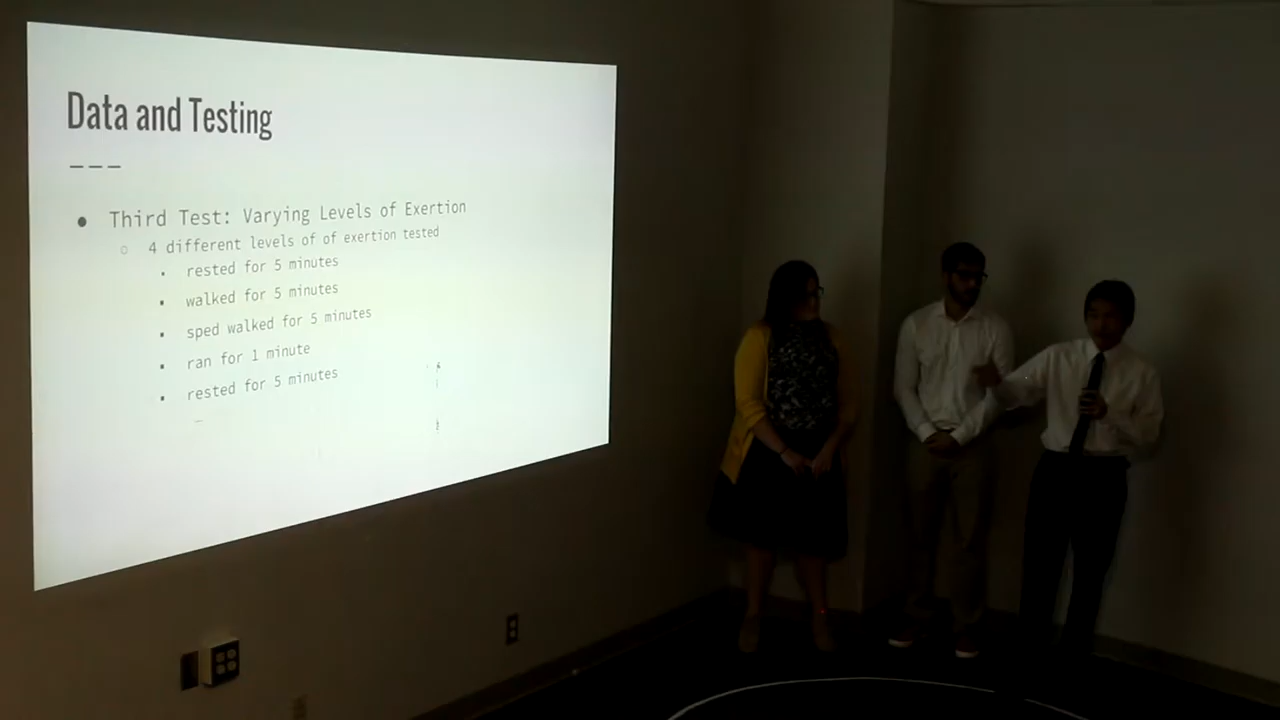 Data and Testing
Third Test: Varying Levels of Exertion
4 different levels of of exertion tested
rested for 5 minutes
walked for 5 minutes
sped walked for 5 minutes
ran for 1 minute
rested for 5 minutes